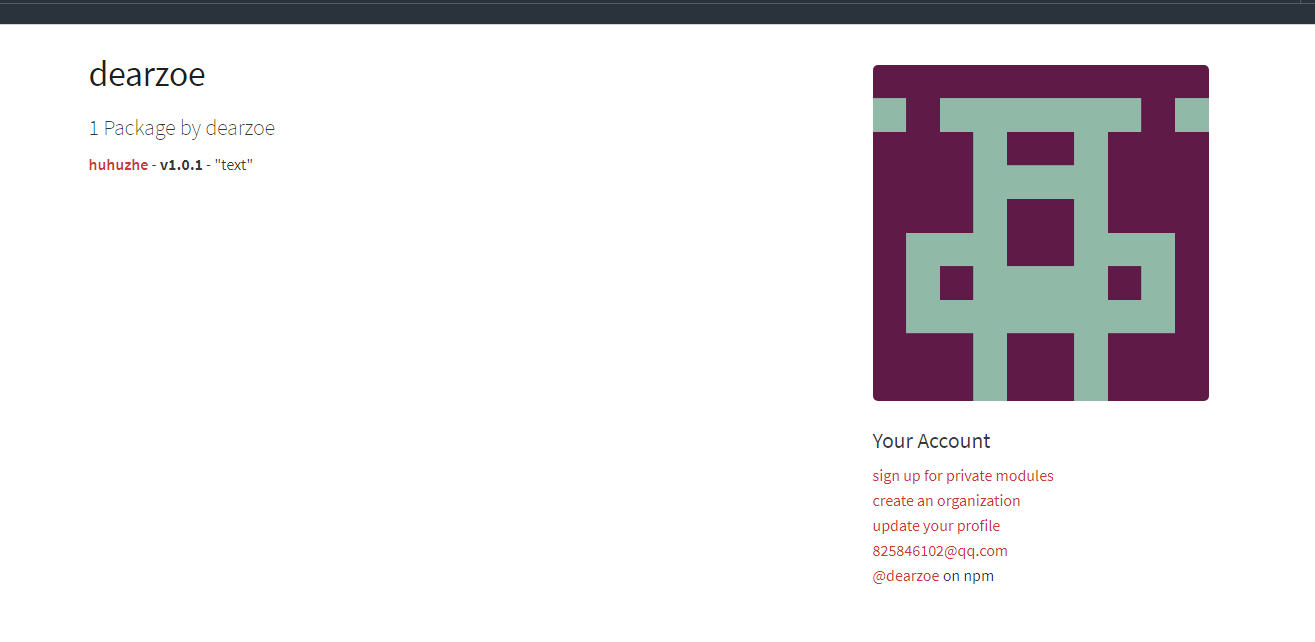 dearzoe
1 Package by dearzoe
huhuzhe - v1.0.1 - "text"
Your Account
sign up for private modules
create an organization
update your profile
825846102@qq.com
@dearzoe on npm